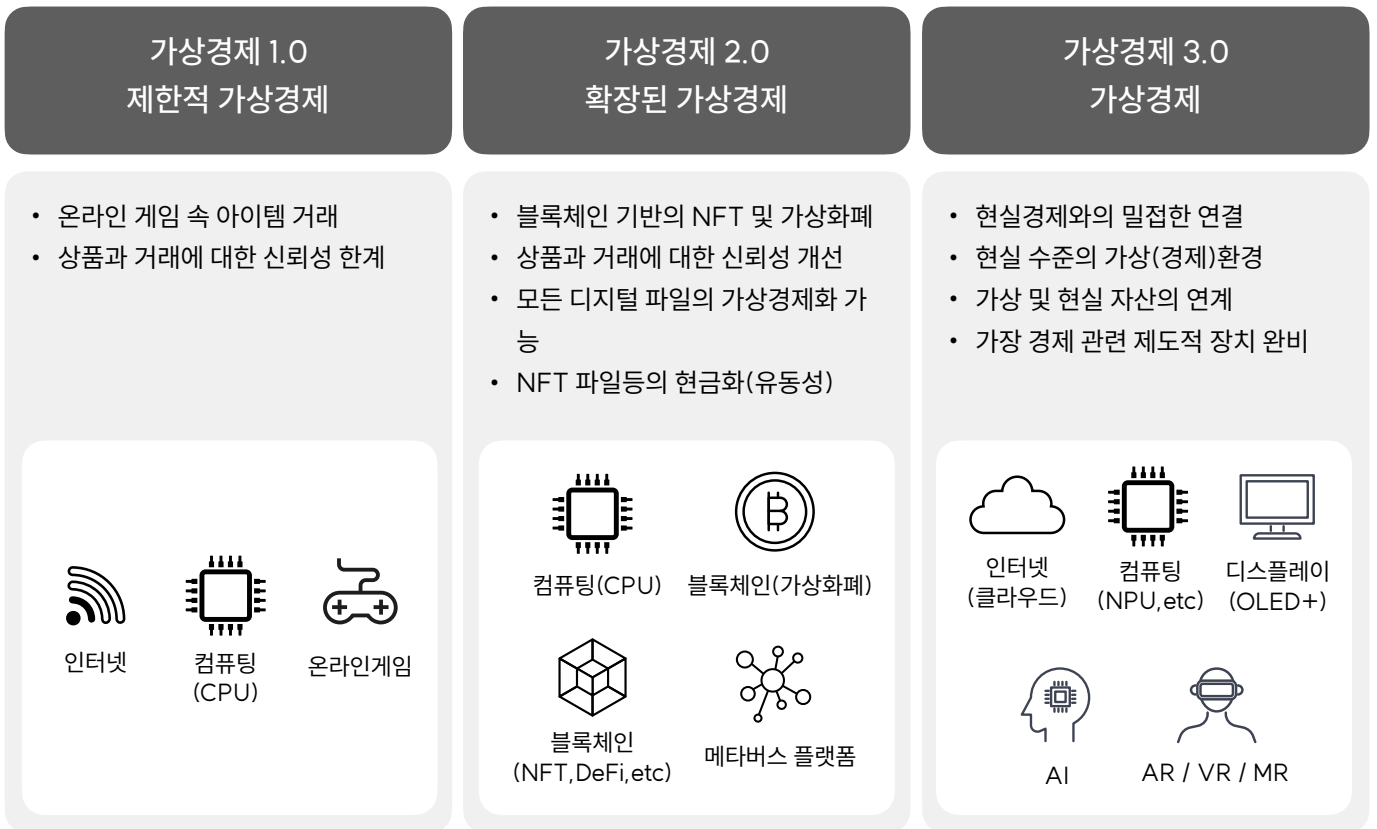 가상경제 1.0
제한적 가상경제
• 온라인 게임 속 아이템 거래
• 상품과 거래에 대한 신뢰성 한계
인터넷
컴퓨팅
(CPU)
온라인게임
가상경제 2.0
확장된 가상경제
• 블록체인 기반의 NFT 및 가상화폐
• 상품과 거래에 대한 신뢰성 개선
• 모든 디지털 파일의 가상경제화 가
능
• NFT 파일등의 현금화(유동성)
컴퓨팅(CPU)
블록체인(가상화폐)
블록체인
(NFT,DeFi,etc)
메타버스 플랫폼
가상경제 3.0
가상경제
• 현실경제와의 밀접한 연결
• 현실 수준의 가상(경제)환경
• 가상 및 현실 자산의 연계
• 가장 경제 관련 제도적 장치 완비
인터넷
(클라우드)
컴퓨팅
(NPU,etc)
디스플레이
(OLED+)
AI
AR / VR / MR